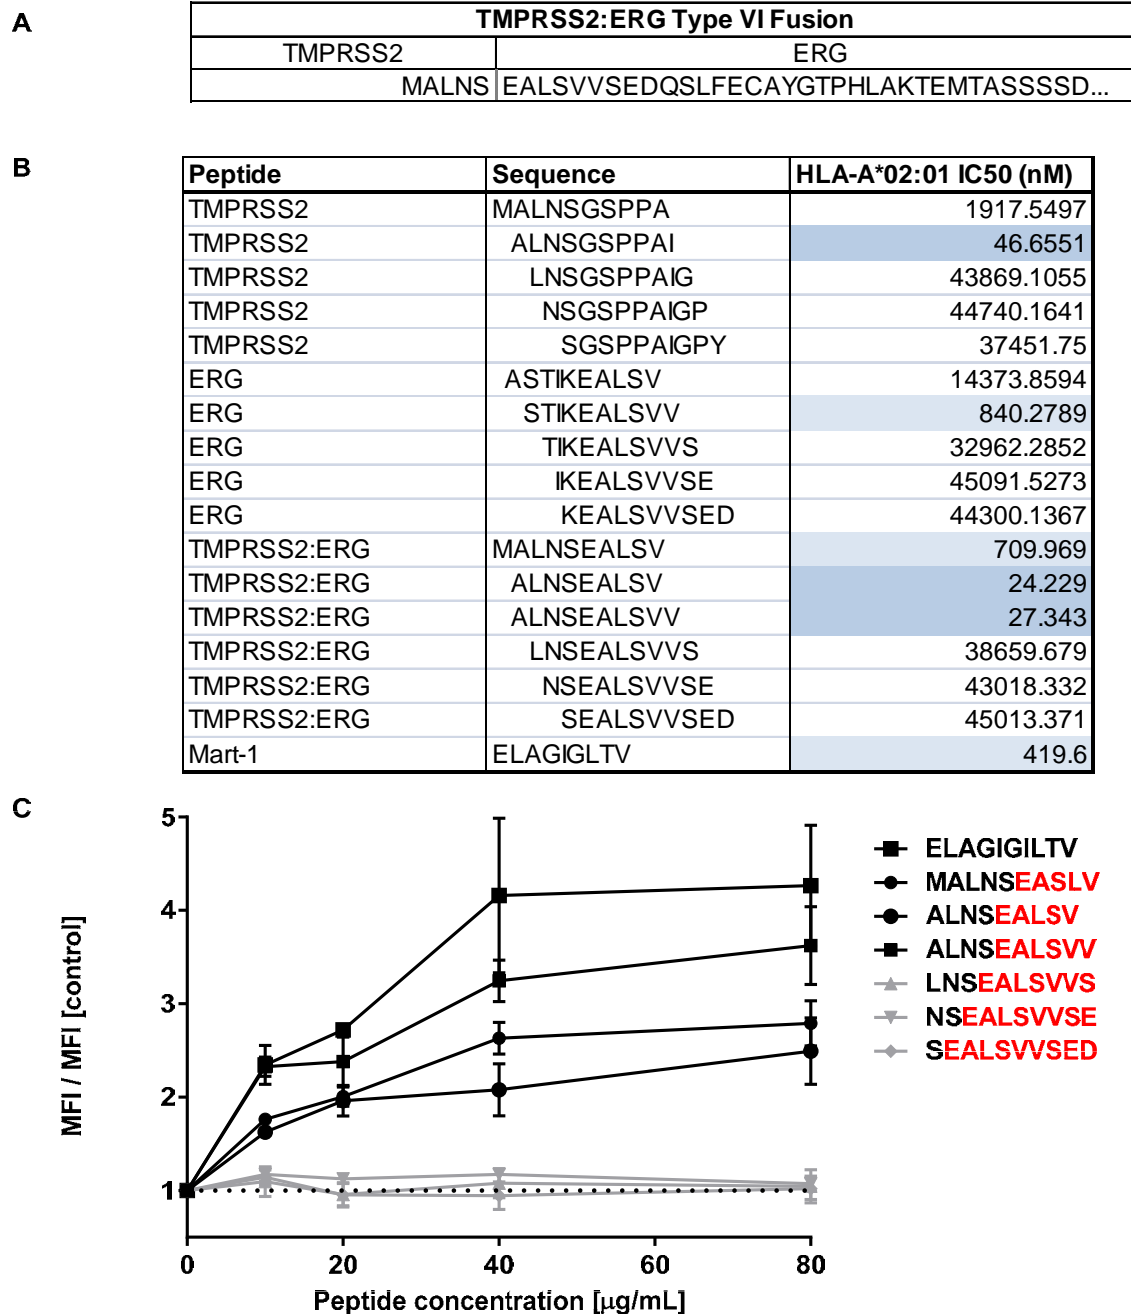 A
TMPRSS2:ERG Type VI Fusion
TMPRSS2 ERG
MALNS EALSVVSEDQSLFECAYGTPHLAKTEMTASSSSD...
B
Peptide Sequence HLA-A*02:01 IC50 (nM)
TMPRSS2 MALNSGSPPA 1917.5497
TMPRSS2 ALNSGSPPAI 46.6551
TMPRSS2 LNSGSPPAIG 43869.1055
TMPRSS2 NSGSPPAIGP 44740.1641
TMPRSS2 SGSPPAIGPY 37451.75
ERG ASTIKEALSV 14373.8594
ERG STIKEALSVV 840.2789
ERG TIKEALSVVS 32962.2852
ERG IKEALSVVSE 45091.5273
ERG KEALSVVSED 44300.1367
TMPRSS2:ERG MALNSEALSV 709.969
TMPRSS2:ERG ALNSEALSV 24.229
TMPRSS2:ERG ALNSEALSVV 27.343
TMPRSS2:ERG LNSEALSVVS 38659.679
TMPRSS2:ERG NSEALSVVSE 43018.332
TMPRSS2:ERG SEALSVVSED 45013.371
Mart-1 ELAGIGLTV 419.6
C
MFI / MFI [control]
5
4
3
2
1
0 20 40 60 80
Peptide concentration [µg/mL]
ELAGIGILTV
MALNSEASLV
ALNSEALSV
ALNSEALSVV
LNSEALSVVS
NSEALSVVSE
SEALSVVSED